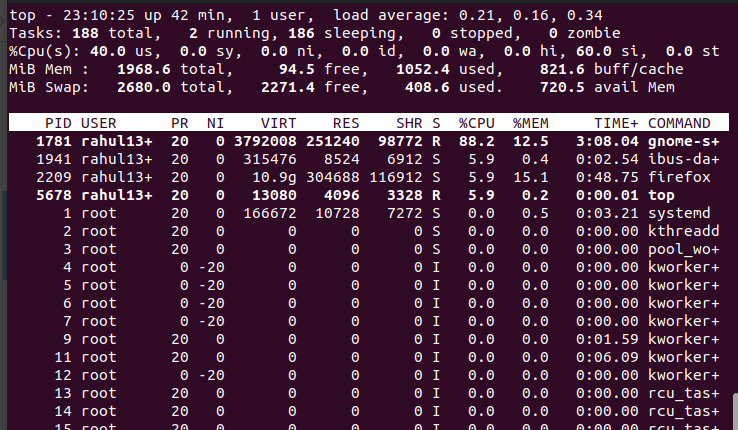 top - 23:10:25 up 42 min,  1 user,  load average: 0.21, 0.16, 0.34
Tasks: 188 total,   2 running, 186 sleeping,   0 stopped,   0 zombie
%Cpu(s): 40.0 us,  0.0 sy,  0.0 ni,  0.0 id,  0.0 wa,  0.0 hi, 60.0 si,  0.0 st
MiB Mem :   1968.6 total,     94.5 free,   1052.4 used,    821.6 buff/cache
MiB Swap:   2680.0 total,   2271.4 free,    408.6 used.    720.5 avail Mem
PID USER      PR  NI    VIRT    RES    SHR S  %CPU  %MEM     TIME+ COMMAND
1781 rahul13+  20   0 3792008 251240  98772 R  88.2  12.5   3:08.04 gnome-s+
1941 rahul13+  20   0  315476   8524   6912 S   5.9   0.4   0:02.54 ibus-da+
2209 rahul13+  20   0   10.9g 304688 116912 S   5.9  15.1   0:48.75 firefox
5678 rahul13+  20   0   13080   4096   3328 R   5.9   0.2   0:00.01 top
1 root      20   0  166672  10728   7272 S   0.0   0.5   0:03.21 systemd
2 root      20   0       0      0      0 S   0.0   0.0   0:00.00 kthreadd
3 root      20   0       0      0      0 S   0.0   0.0   0:00.00 pool_wo+
4 root       0 -20       0      0      0 I   0.0   0.0   0:00.00 kworker+
5 root       0 -20       0      0      0 I   0.0   0.0   0:00.00 kworker+
6 root       0 -20       0      0      0 I   0.0   0.0   0:00.00 kworker+
7 root       0 -20       0      0      0 I   0.0   0.0   0:00.00 kworker+
9 root      20   0       0      0      0 I   0.0   0.0   0:01.59 kworker+
11 root      20   0       0      0      0 I   0.0   0.0   0:06.09 kworker+
12 root       0 -20       0      0      0 I   0.0   0.0   0:00.00 kworker+
13 root      20   0       0      0      0 I   0.0   0.0   0:00.00 rcu_tas+
14 root      20   0       0      0      0 I   0.0   0.0   0:00.00 rcu_tas+
15 root      20   0       0      0      0 I   0.0   0.0   0:00.00 rcu_tas+